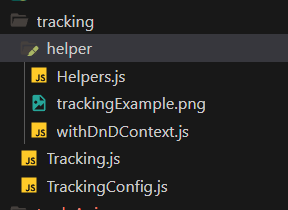 tracking
helper
JS Helpers.js
trackingExample.png
JS withDnDContext.js
JS Tracking.js
JS TrackingConfig.js